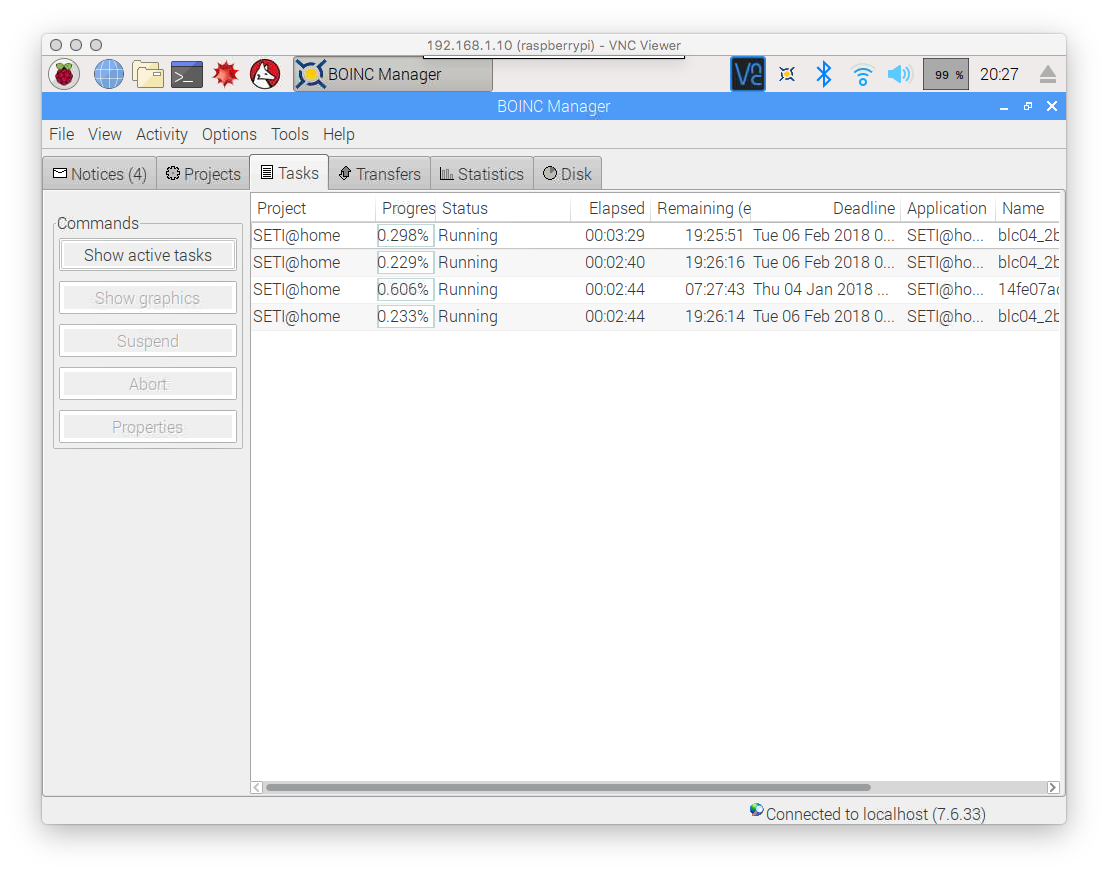 192.168.1.10 (raspberrypi) - VNC Viewer
BOINC Manager 99 % 20:27
BOINC Manager
File View Activity Options Tools Help
Notices (4) Projects Tasks Transfers Statistics Disk
Commands
Show active tasks
Show graphics
Suspend
Abort
Properties
Project Progres Status Elapsed Remaining (e Deadline Application Name
SETI@home 0.298% Running 00:03:29 19:25:51 Tue 06 Feb 2018 0... SETI@ho... blc04_2b
SETI@home 0.229% Running 00:02:40 19:26:16 Tue 06 Feb 2018 0... SETI@ho... blc04_2b
SETI@home 0.606% Running 00:02:44 07:27:43 Thu 04 Jan 2018 ... SETI@ho... 14fe07ac
SETI@home 0.233% Running 00:02:44 19:26:14 Tue 06 Feb 2018 0... SETI@ho... blc04_2b
Connected to localhost (7.6.33)